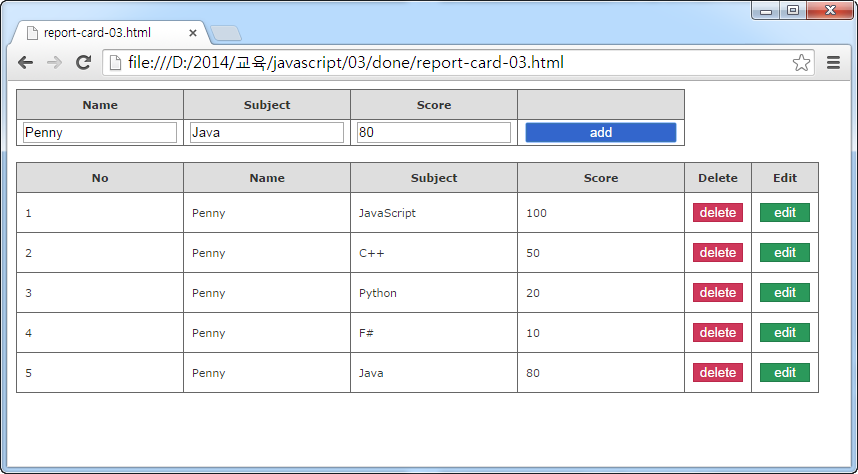 report-card-03.html
file:///D:/2014/교육/javascript/03/done/report-card-03.html
Name Subject Score
Penny Java 80 add
No Name Subject Score Delete Edit
1 Penny JavaScript 100 delete edit
2 Penny C++ 50 delete edit
3 Penny Python 20 delete edit
4 Penny F# 10 delete edit
5 Penny Java 80 delete edit